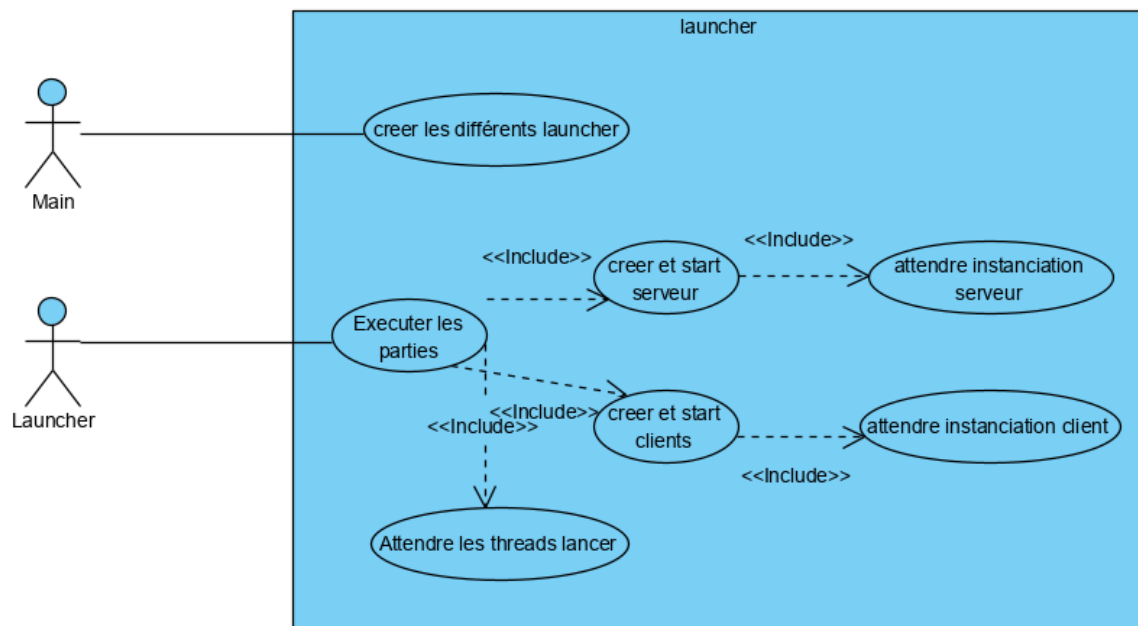 launcher
creer les différents launcher
Main
<<Include>>
creer et start
serveur
<<Include>>
attendre instanciation
serveur
Executer les
parties
Launcher
<<Include>>
<<Include>>
creer et start
clients
attendre instanciation client
<<Include>>
Attendre les threads lancer